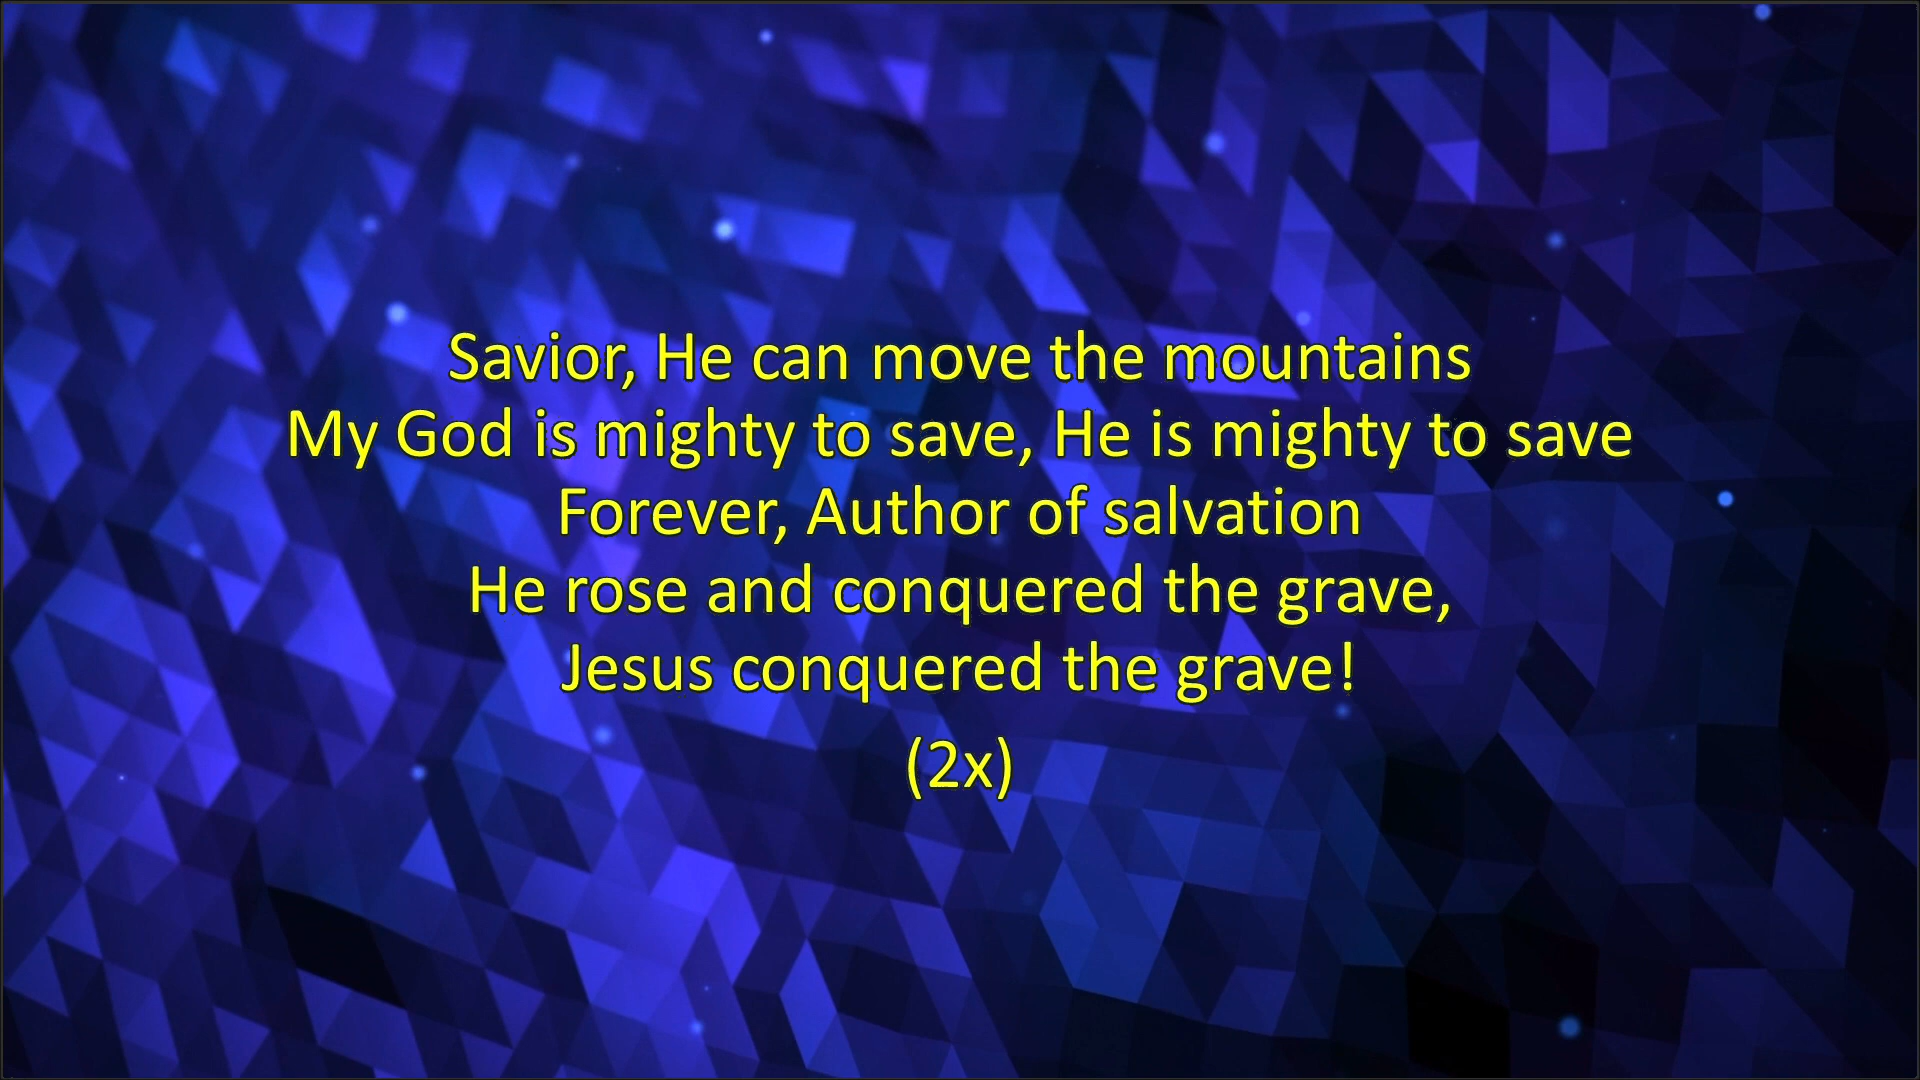 Savior, He can move the mountains
My God is mighty to save, He is mighty to save
Forever, Author of salvation
He rose and conquered the grave,
Jesus conquered the grave!
(2x)